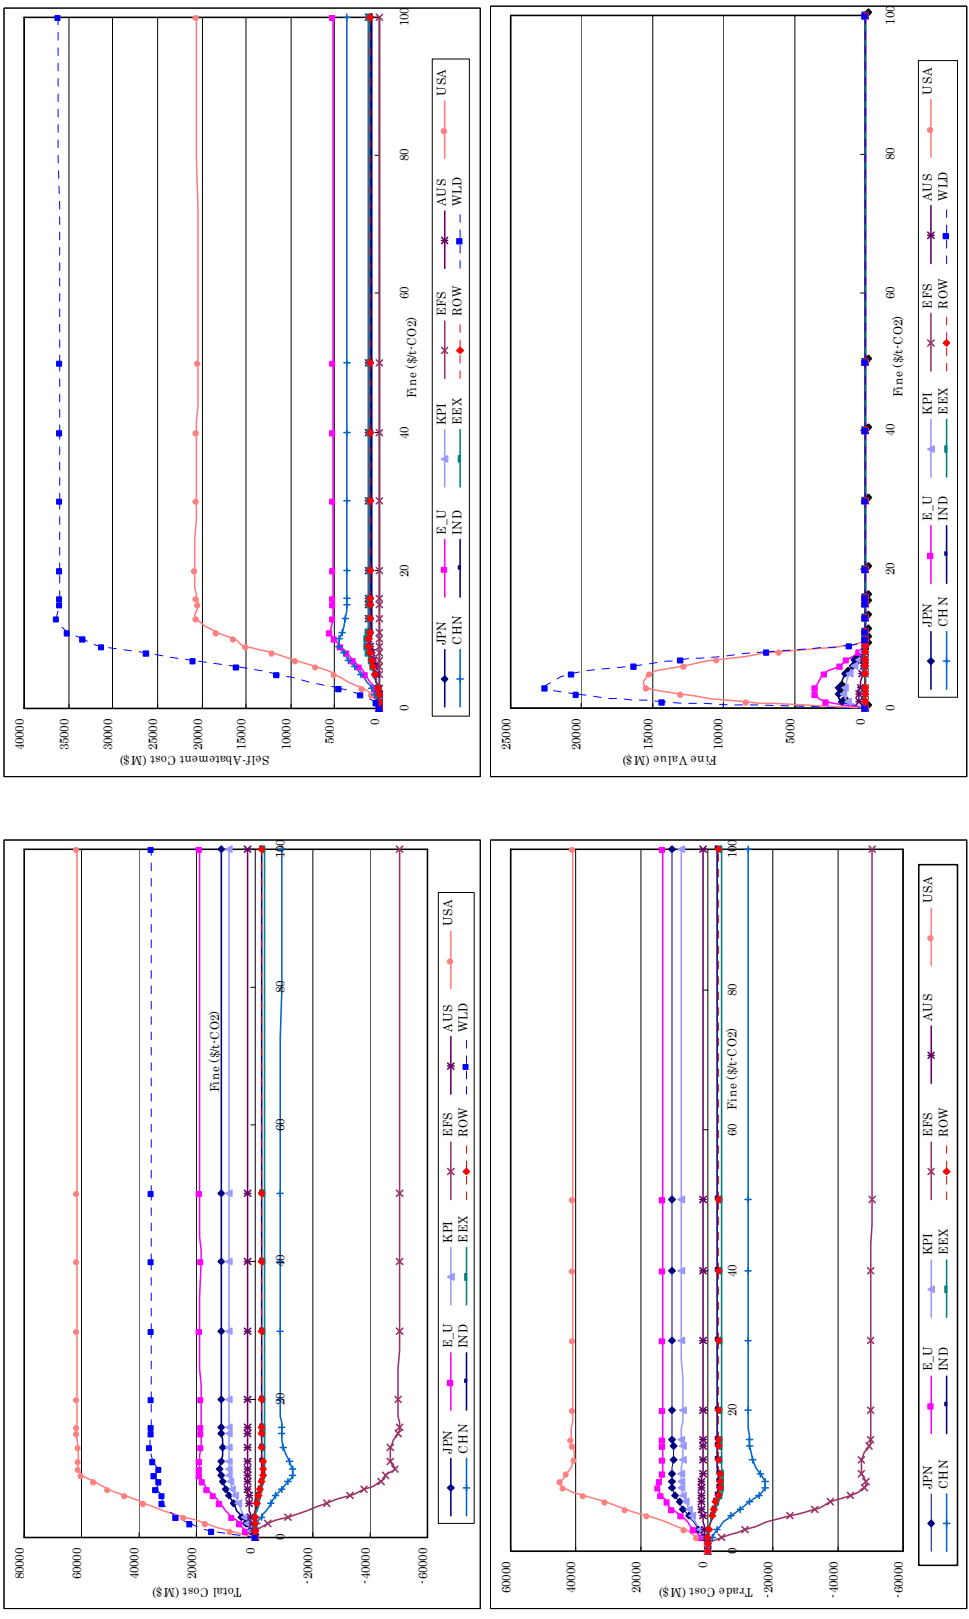 Total Cost (M$)
80000
60000
40000
20000
0
-20000
-40000
-60000
Fine ($/t-CO2)
0 20 40 60 80 100
JPN E_U KPI EFS AUS USA
CHN IND EEX ROW WLD
Self-Abatement Cost (M$)
40000
35000
30000
25000
20000
15000
10000
5000
0
0 20 40 60 80 100
Fine ($/t-CO2)
JPN E_U KPI EFS AUS USA
CHN IND EEX ROW WLD
Trade Cost (M$)
60000
40000
20000
0
-20000
-40000
-60000
0 20 40 60 80 100
Fine ($/t-CO2)
JPN E_U KPI EFS AUS USA
CHN IND EEX ROW
Fine Value (M$)
25000
20000
15000
10000
5000
0
0 20 40 60 80 100
Fine ($/t-CO2)
JPN E_U KPI EFS AUS USA
CHN IND EEX ROW WLD